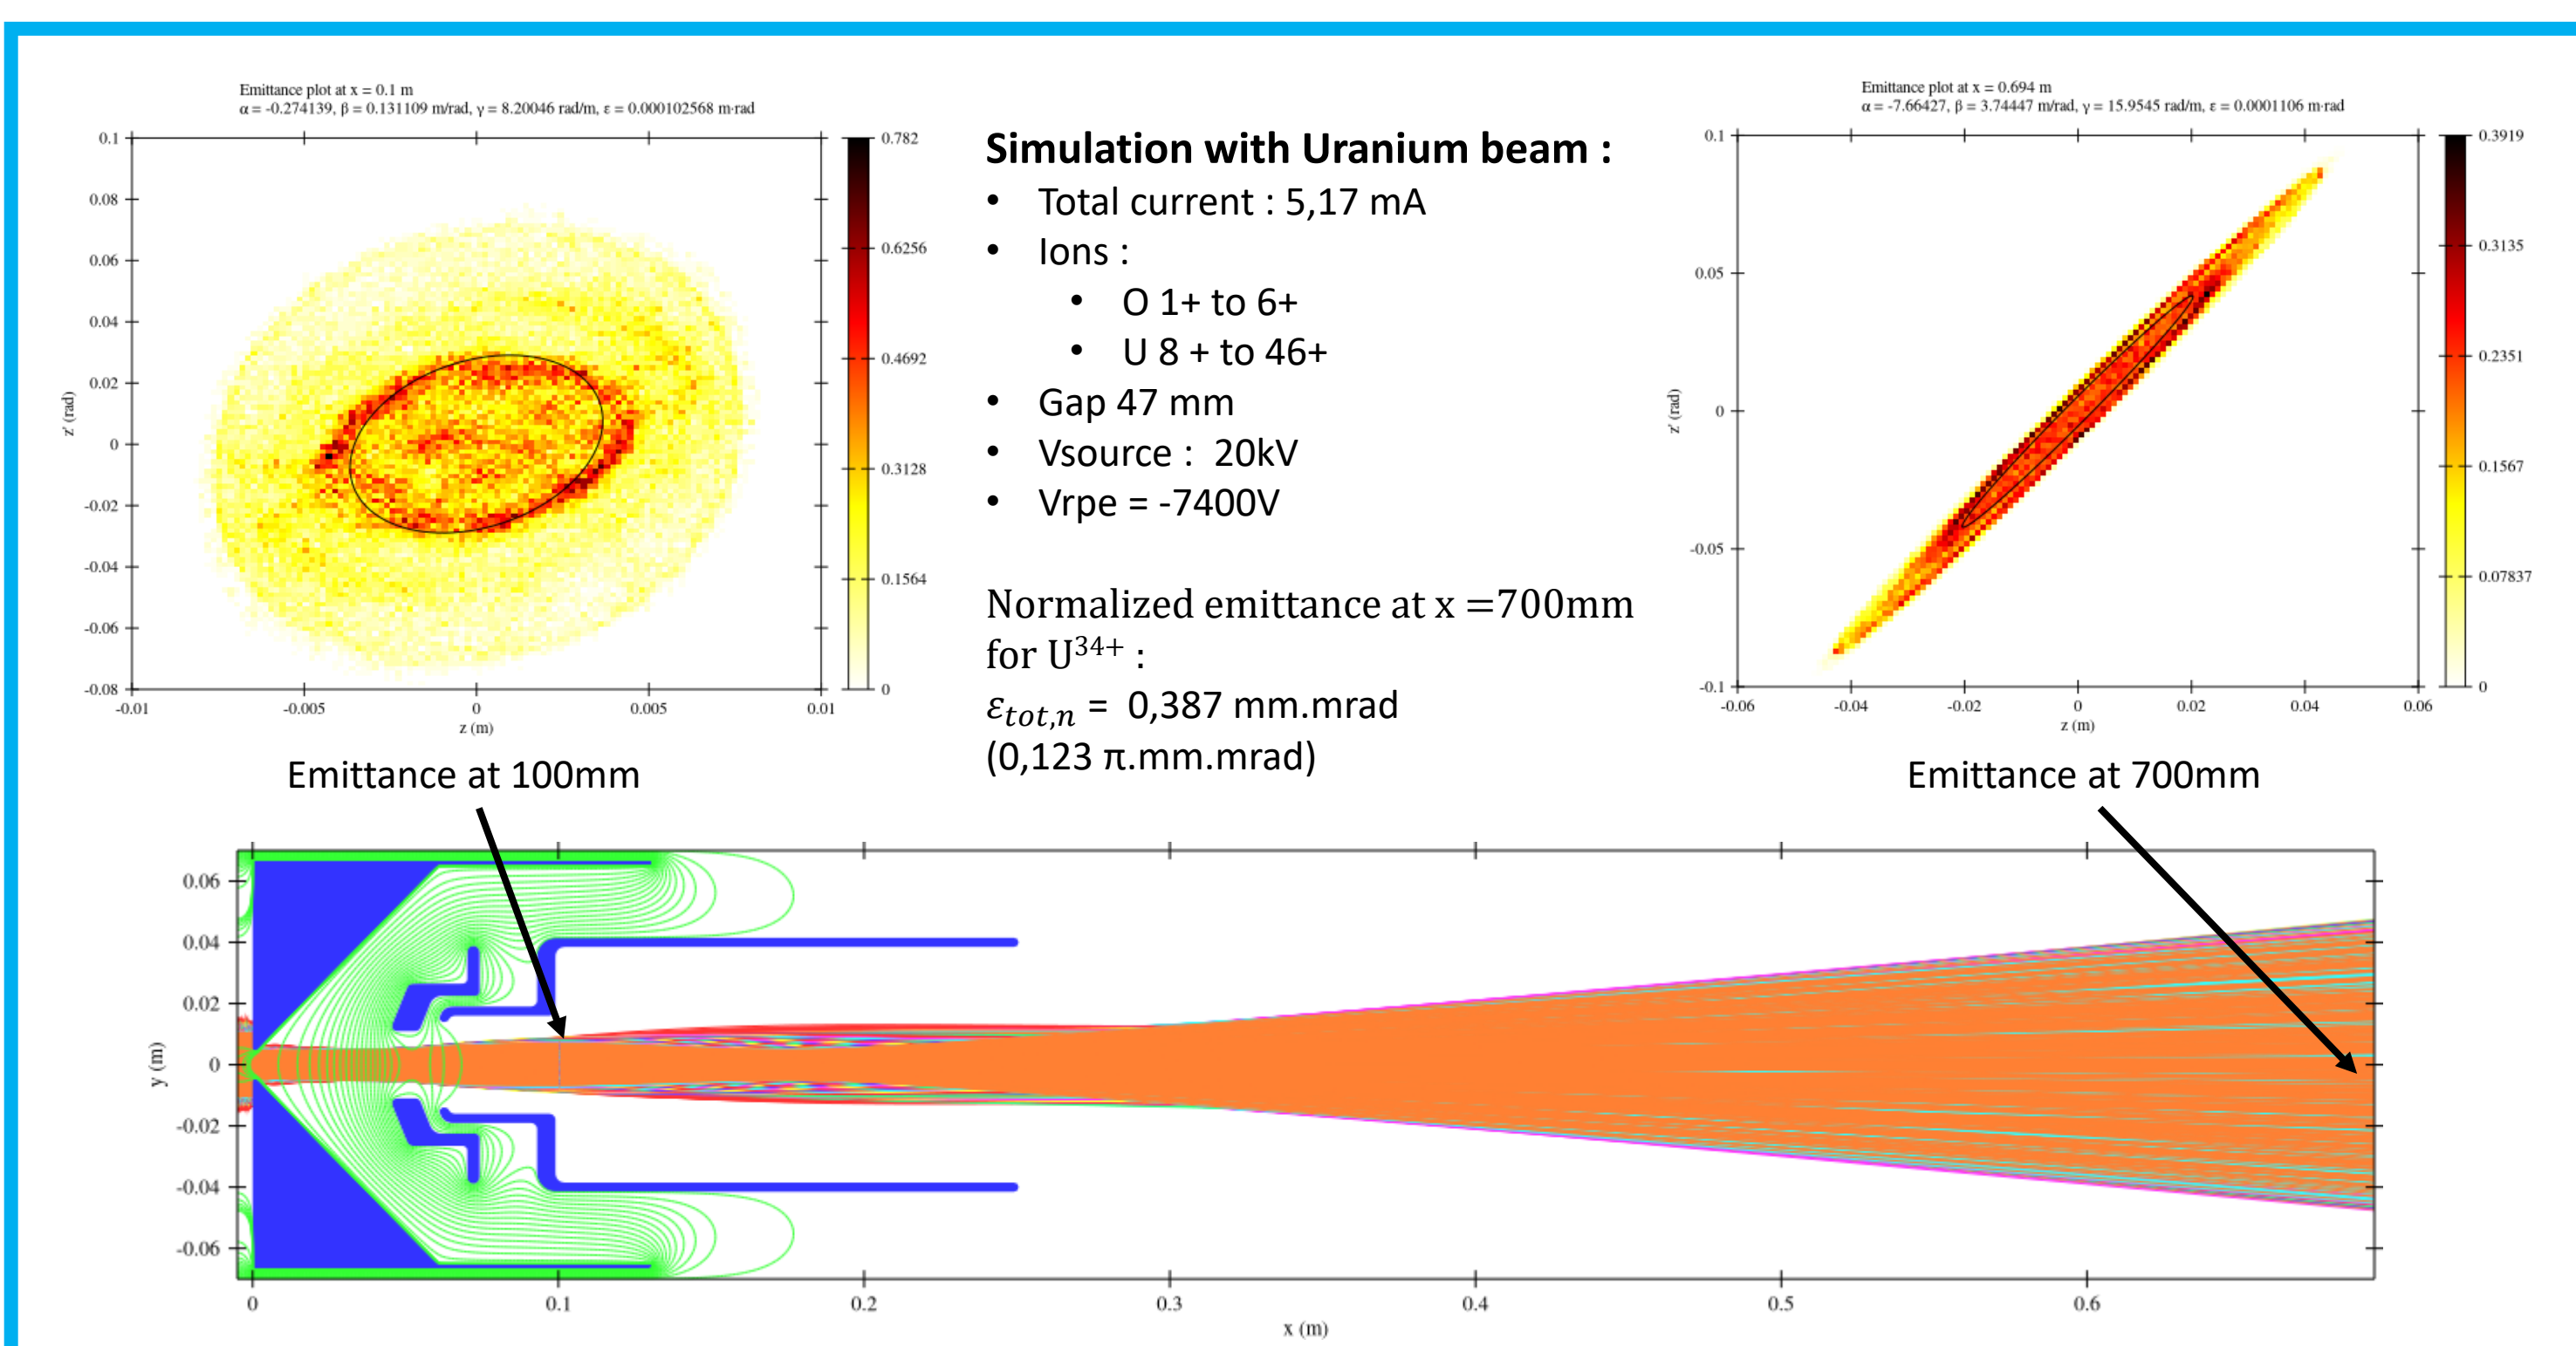 Emittance plot at x = 0.1 m
α = -0.274139, β = 0.131109 m/rad, γ = 8.20046 rad/m, ε = 0.000102568 m·rad
0.1
0.08
0.06
0.04
0.02
0
-0.02
-0.04
-0.06
-0.08
z' (rad)
-0.01
-0.005
0
0.005
0.01
z (m)
0.782
0.6256
0.4692
0.3128
0.1564
0
Emittance at 100mm
Simulation with Uranium beam :
• Total current : 5,17 mA
• Ions :
• O 1+ to 6+
• U 8 + to 46+
• Gap 47 mm
• Vsource : 20kV
• Vrpe = -7400V
Normalized emittance at x =700mm
for U³⁴⁺ :
εtot,n = 0,387 mm.mrad
(0,123 π.mm.mrad)
Emittance plot at x = 0.694 m
α = -7.66427, β = 3.74447 m/rad, γ = 15.9545 rad/m, ε = 0.0001106 m·rad
0.1
0.05
0
-0.05
-0.1
z' (rad)
-0.06
-0.04
-0.02
0
0.02
0.04
0.06
z (m)
0.3919
0.3135
0.2351
0.1567
0.07837
0
Emittance at 700mm
0.06
0.04
0.02
0
-0.02
-0.04
-0.06
y (m)
0
0.1
0.2
0.3
0.4
0.5
0.6
x (m)